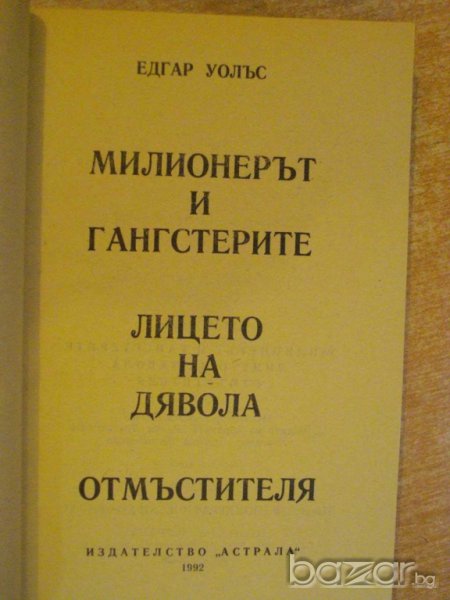 ЕДГАР УОЛЪС
МИЛИОНЕРЪТ
И
ГАНГСТЕРИТЕ
ЛИЦЕТО
НА
ДЯВОЛА
ОТМЪСТИТЕЛЯ
ИЗДАТЕЛСТВО „АСТРАЛА“
1992
bazar.bg